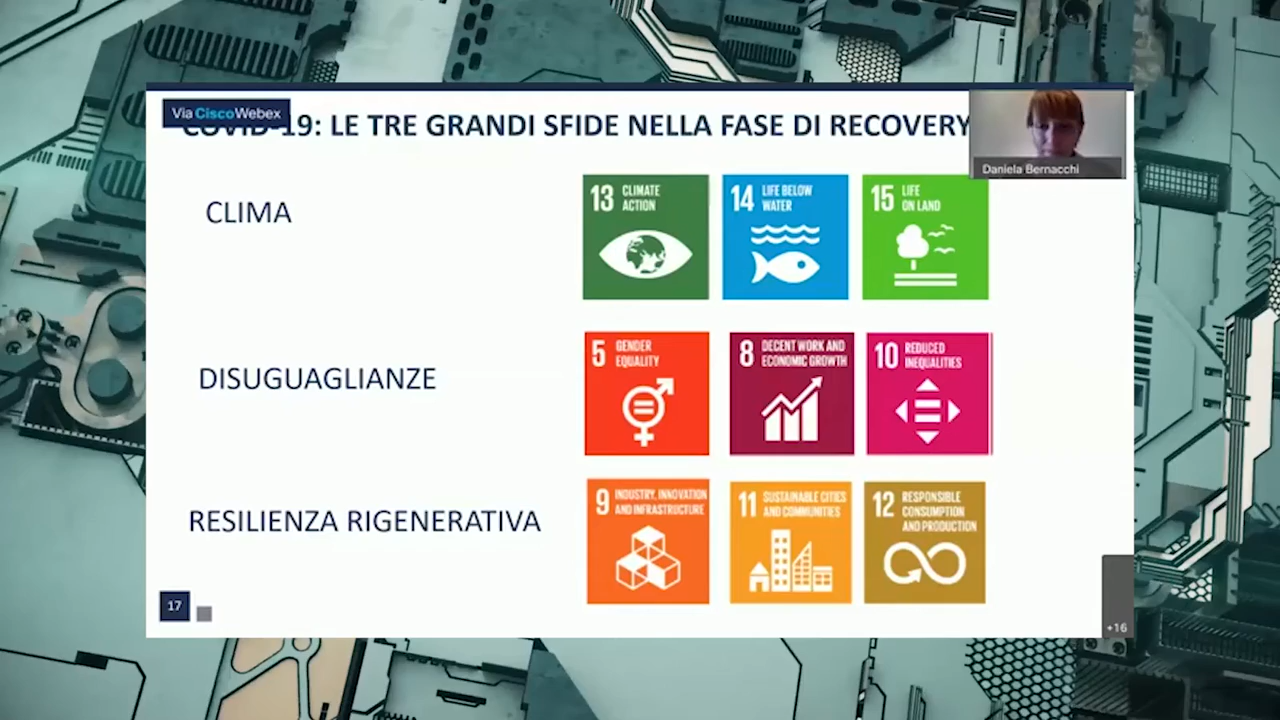 Via CiscoWebex
COVID-19: LE TRE GRANDI SFIDE NELLA FASE DI RECOVERY
Daniela Bernacchi
CLIMA
13 CLIMATE
ACTION
14 LIFE BELOW
WATER
15 LIFE
ON LAND
DISUGUAGLIANZE
5 GENDER
EQUALITY
8 DECENT WORK AND
ECONOMIC GROWTH
10 REDUCED
INEQUALITIES
RESILIENZA RIGENERATIVA
9 INDUSTRY, INNOVATION
AND INFRASTRUCTURE
11 SUSTAINABLE CITIES
AND COMMUNITIES
12 RESPONSIBLE
CONSUMPTION
AND PRODUCTION
17
+16